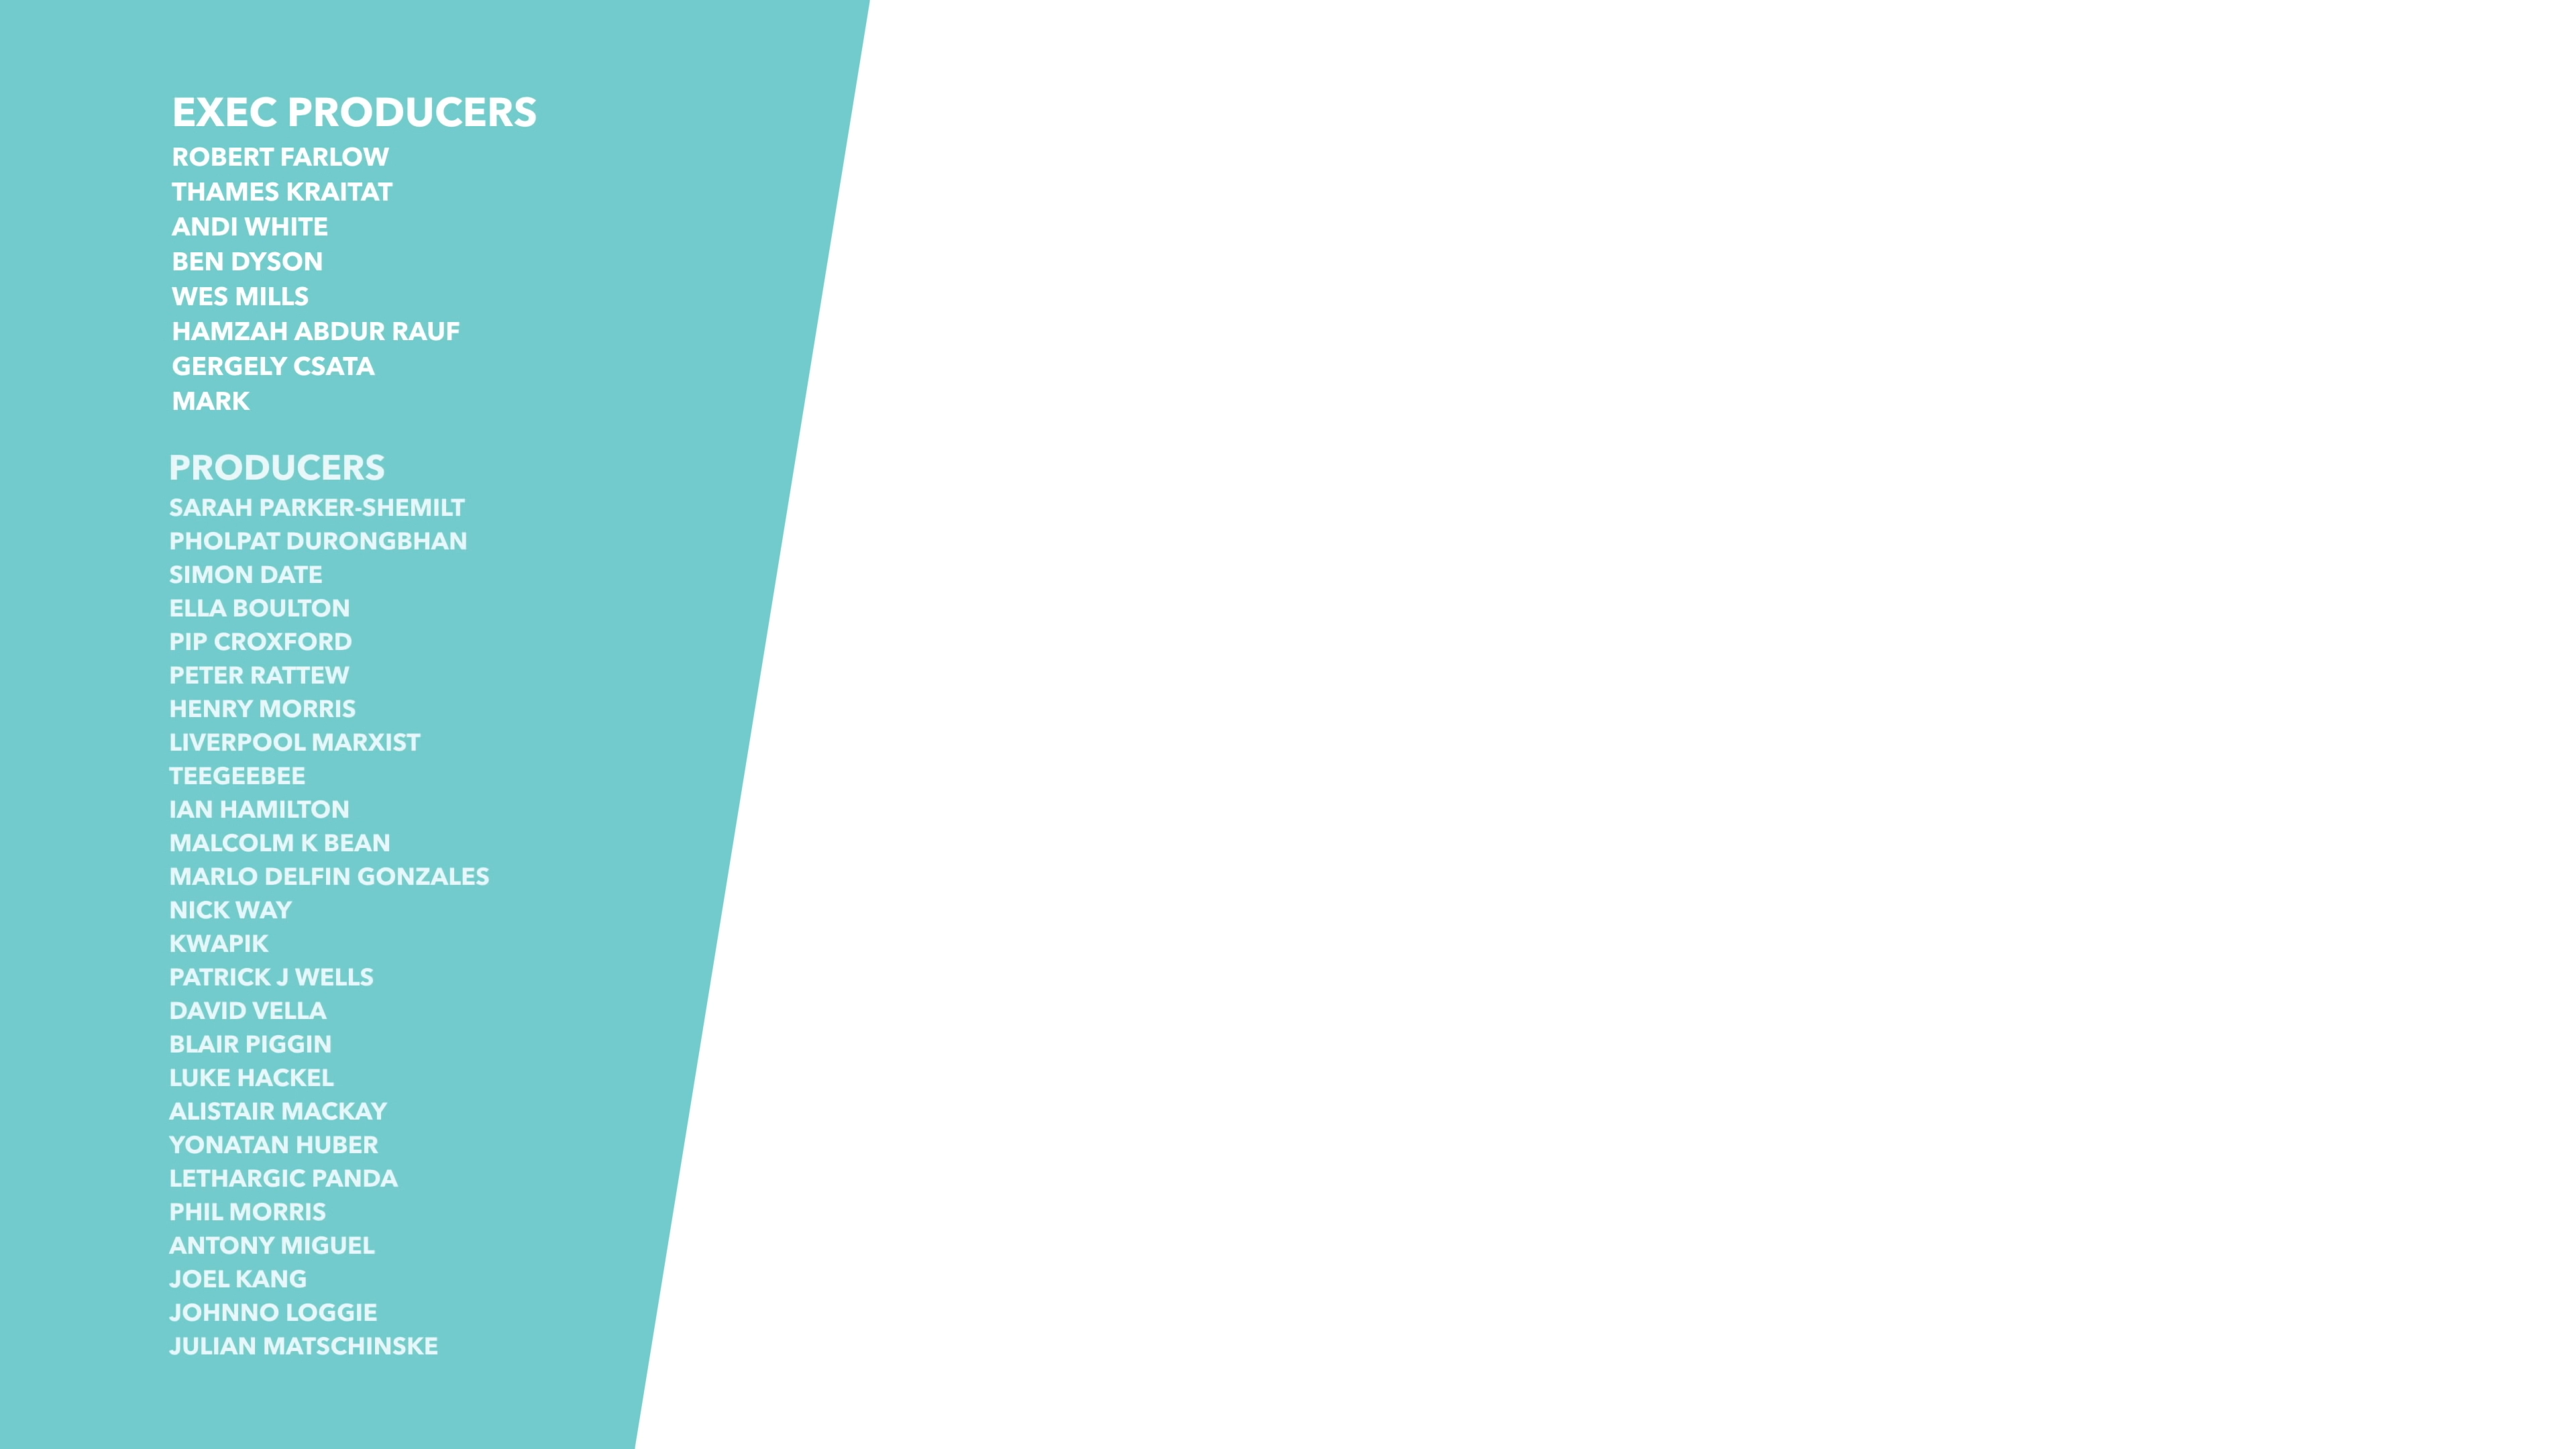 EXEC PRODUCERS
ROBERT FARLOW
THAMES KRAITAT
ANDI WHITE
BEN DYSON
WES MILLS
HAMZAH ABDUR RAUF
GERGELY CSATA
MARK
PRODUCERS
SARAH PARKER-SHEMILT
PHOLPAT DURONGBHAN
SIMON DATE
ELLA BOULTON
PIP CROXFORD
PETER RATTEW
HENRY MORRIS
LIVERPOOL MARXIST
TEEGEEBEE
IAN HAMILTON
MALCOLM K BEAN
MARLO DELFIN GONZALES
NICK WAY
KWAPIK
PATRICK J WELLS
DAVID VELLA
BLAIR PIGGIN
LUKE HACKEL
ALISTAIR MACKAY
YONATAN HUBER
LETHARGIC PANDA
PHIL MORRIS
ANTONY MIGUEL
JOEL KANG
JOHNNO LOGGIE
JULIAN MATSCHINSKE